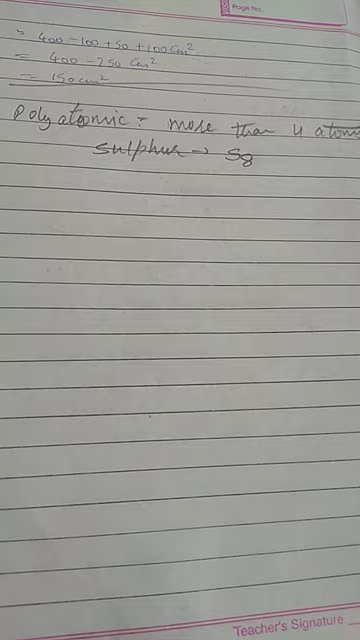 Page No.
= 400 - 100 + 50 + 100 cm²
= 400 - 250 cm²
= 150 cm²
Polyatomic = more than 4 atomic
sulphur → S8
Teacher's Signature